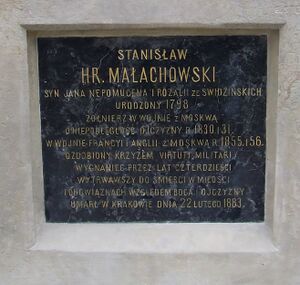 STANISŁAW
HR. MAŁACHOWSKI
SYN JANA NEPOMUCENA I ROZALII ZE ŚWIDZIŃSKICH
URODZONY 1798
ŻOŁNIERZ W WOJNIE Z MOSKWĄ
O NIEPODLEGŁOŚĆ OJCZYZNY R. 1830 I 31.
W WOJNIE FRANCYI I ANGLII Z MOSKWĄ R. 1855 I 56.
OZDOBIONY KRZYŻEM VIRTUTI MILITARI
WYGNANIEC PRZEZ LAT CZTERDZIEŚCI
WYTRWAWSZY DO ŚMIERCI W MIŁOŚCI
I OBOWIĄZKACH WZGLĘDEM BOGA I OJCZYZNY
UMARŁ W KRAKOWIE DNIA 22 LUTEGO 1883.